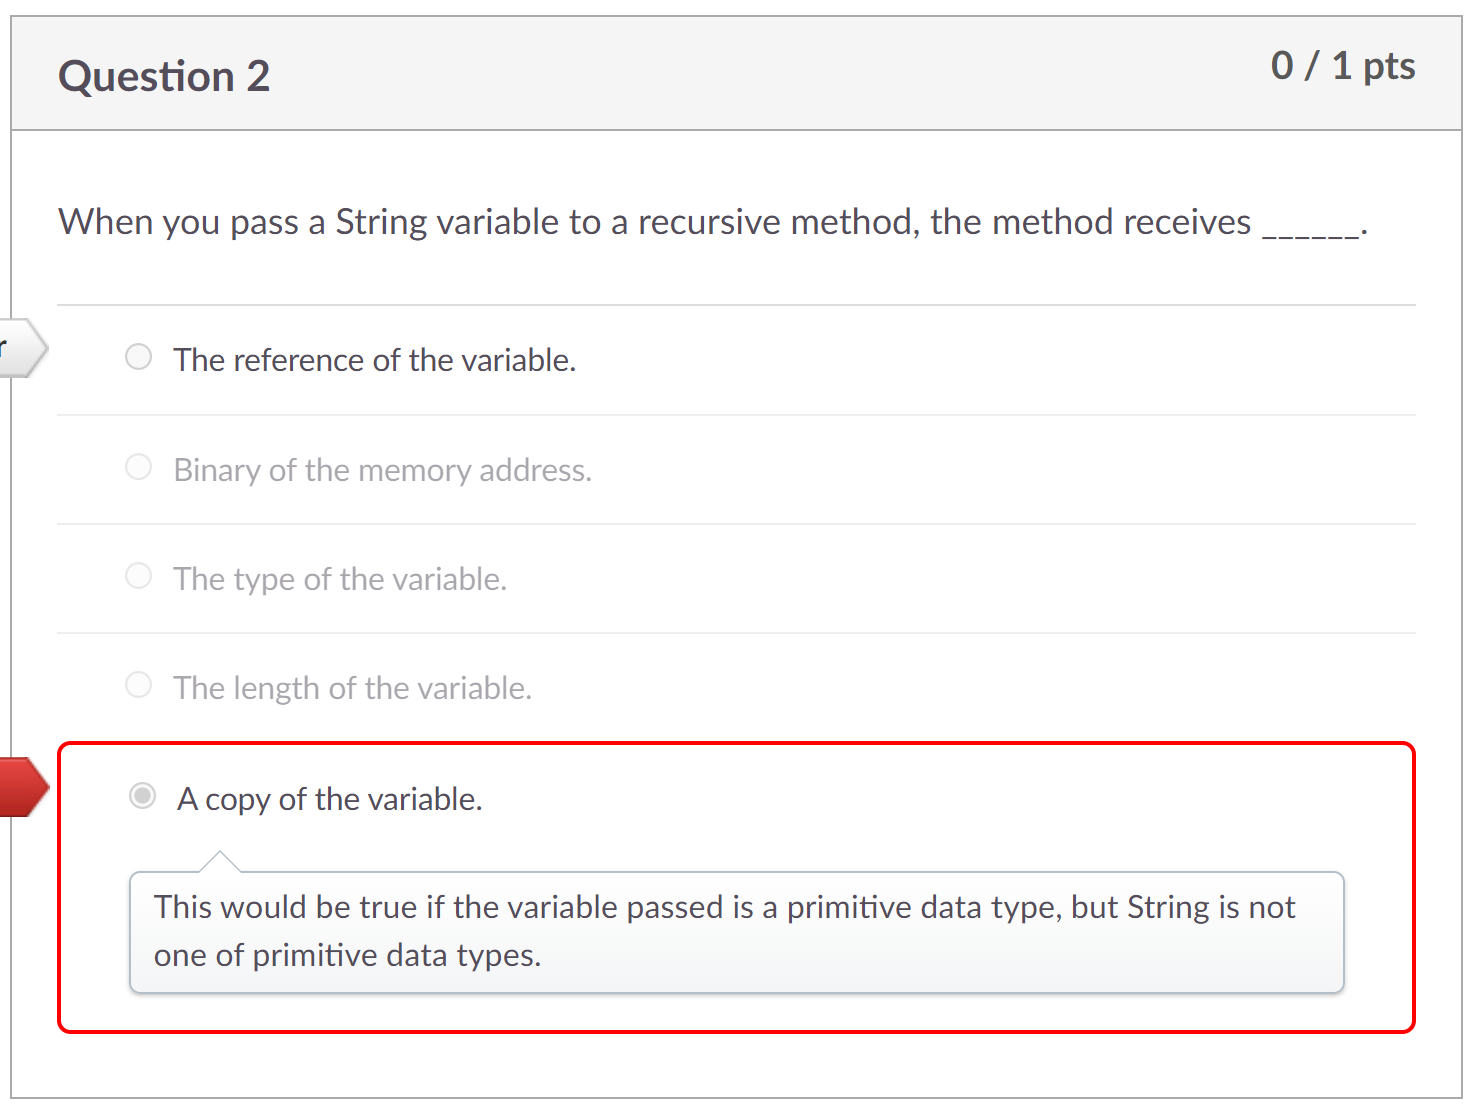 Question 2
0 / 1 pts
When you pass a String variable to a recursive method, the method receives ______.
r
The reference of the variable.
Binary of the memory address.
The type of the variable.
The length of the variable.
A copy of the variable.
This would be true if the variable passed is a primitive data type, but String is not
one of primitive data types.